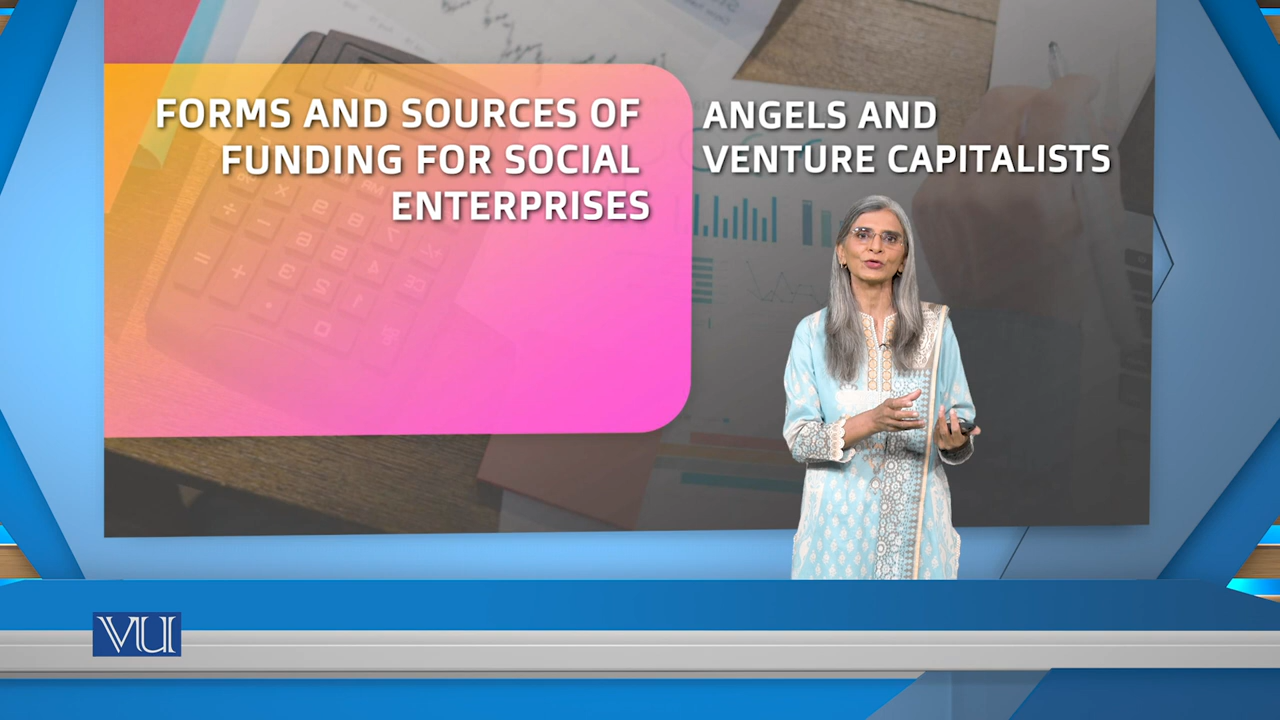 FORMS AND SOURCES OF
FUNDING FOR SOCIAL
ENTERPRISES
ANGELS AND
VENTURE CAPITALISTS
VU